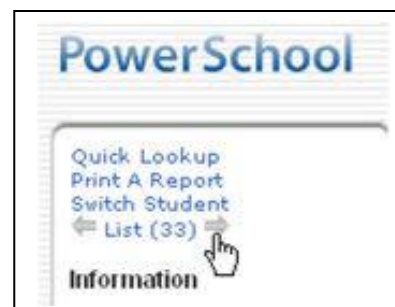 PowerSchool
Quick Lookup
Print A Report
Switch Student
List (33)
Information